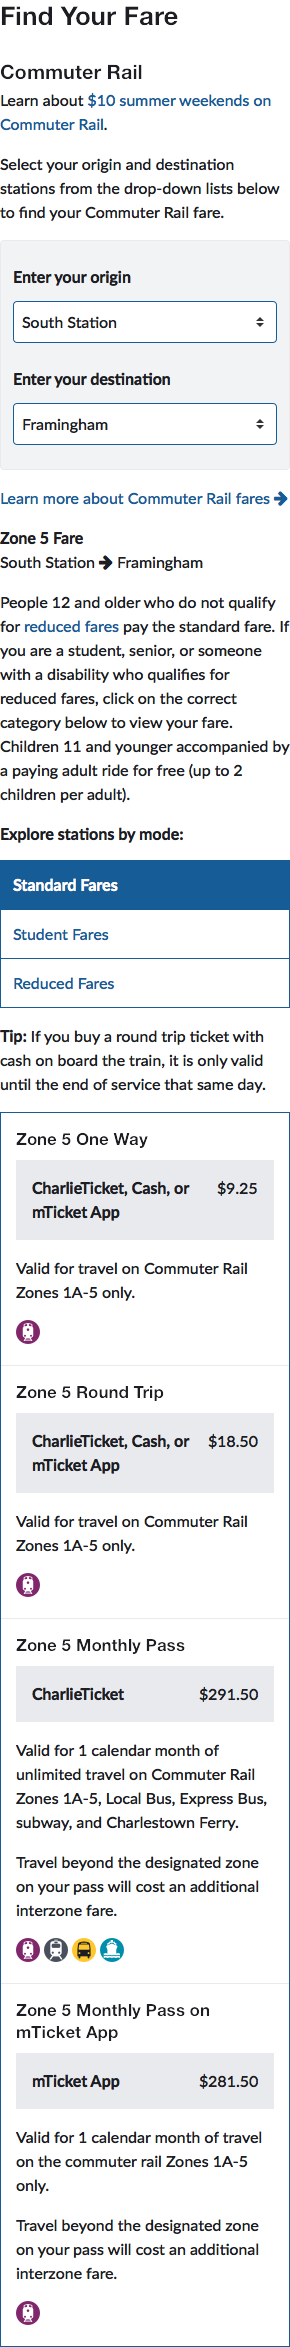 Find Your Fare
Commuter Rail
Learn about $10 summer weekends on
Commuter Rail.
Select your origin and destination
stations from the drop-down lists below
to find your Commuter Rail fare.
Enter your origin
South Station
Enter your destination
Framingham
Learn more about Commuter Rail fares →
Zone 5 Fare
South Station → Framingham
People 12 and older who do not qualify
for reduced fares pay the standard fare. If
you are a student, senior, or someone
with a disability who qualifies for
reduced fares, click on the correct
category below to view your fare.
Children 11 and younger accompanied by
a paying adult ride for free (up to 2
children per adult).
Explore stations by mode:
Standard Fares
Student Fares
Reduced Fares
Tip: If you buy a round trip ticket with
cash on board the train, it is only valid
until the end of service that same day.
Zone 5 One Way
CharlieTicket, Cash, or $9.25
mTicket App
Valid for travel on Commuter Rail
Zones 1A-5 only.
Zone 5 Round Trip
CharlieTicket, Cash, or $18.50
mTicket App
Valid for travel on Commuter Rail
Zones 1A-5 only.
Zone 5 Monthly Pass
CharlieTicket $291.50
Valid for 1 calendar month of
unlimited travel on Commuter Rail
Zones 1A-5, Local Bus, Express Bus,
subway, and Charlestown Ferry.
Travel beyond the designated zone
on your pass will cost an additional
interzone fare.
Zone 5 Monthly Pass on
mTicket App
mTicket App $281.50
Valid for 1 calendar month of travel
on the commuter rail Zones 1A-5
only.
Travel beyond the designated zone
on your pass will cost an additional
interzone fare.